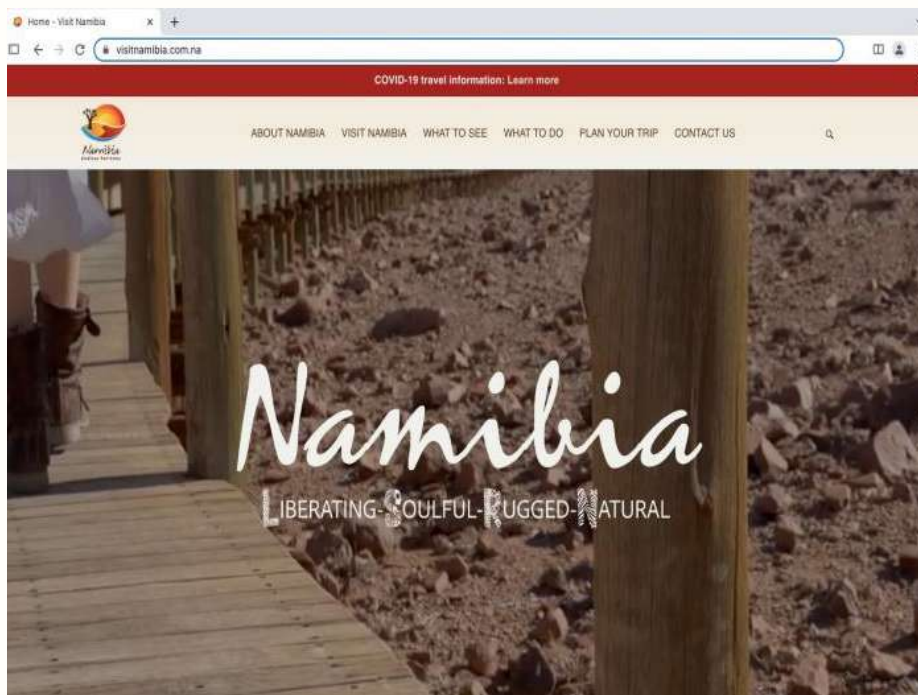 Home - Visit Namibia
visitnamibia.com.na
COVID-19 travel information: Learn more
Namibia
ABOUT NAMIBIA VISIT NAMIBIA WHAT TO SEE WHAT TO DO PLAN YOUR TRIP CONTACT US
Namibia
LIBERATING-SOULFUL-RUGGED-NATURAL